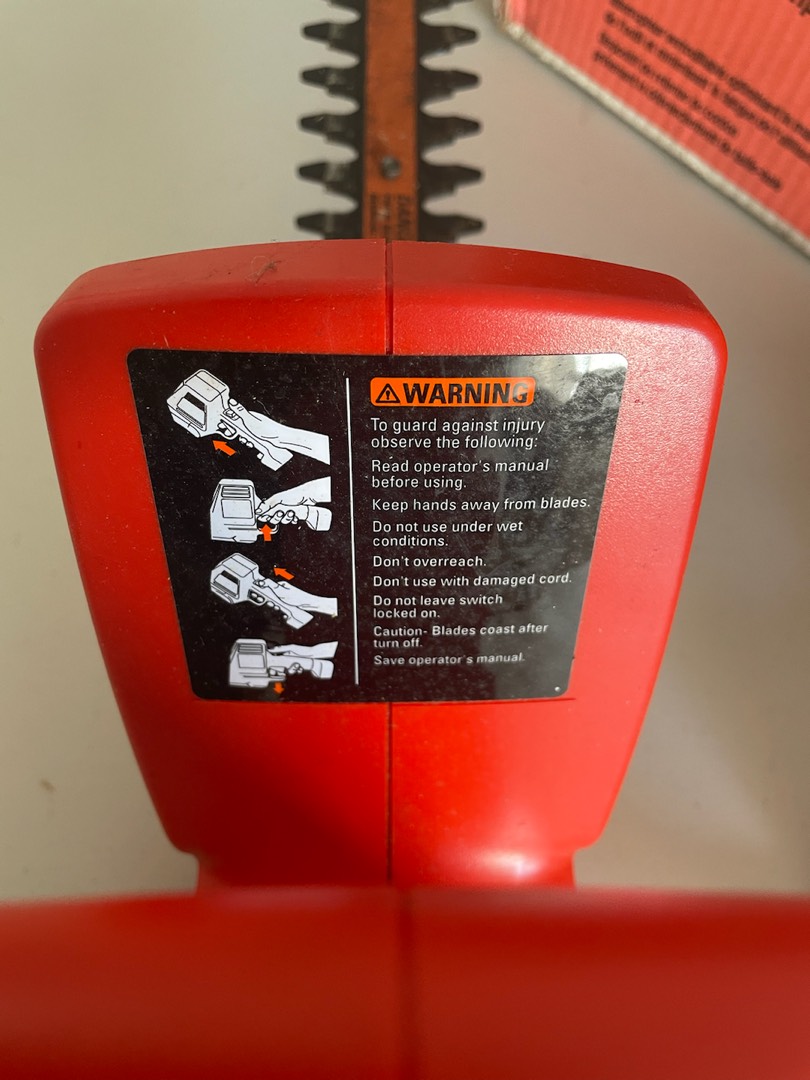 WARNING
To guard against injury
observe the following:
Read operator's manual
before using.
Keep hands away from blades.
Do not use under wet
conditions.
Don't overreach.
Don't use with damaged cord.
Do not leave switch
locked on.
Caution- Blades coast after
turn off.
Save operator's manual.